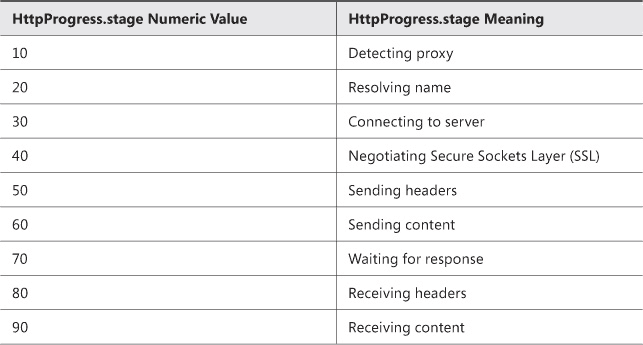 HttpProgress.stage Numeric Value HttpProgress.stage Meaning
10 Detecting proxy
20 Resolving name
30 Connecting to server
40 Negotiating Secure Sockets Layer (SSL)
50 Sending headers
60 Sending content
70 Waiting for response
80 Receiving headers
90 Receiving content